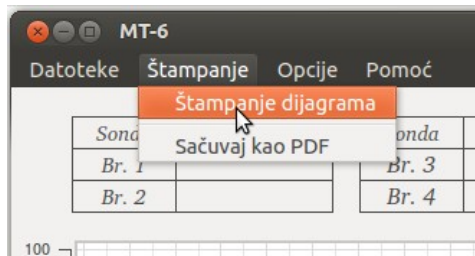 MT-6
Datoteke Štampanje Opcije Pomoć
Štampanje dijagrama
Sačuvaj kao PDF
Br. 1 Br. 3
Br. 2 Br. 4
100